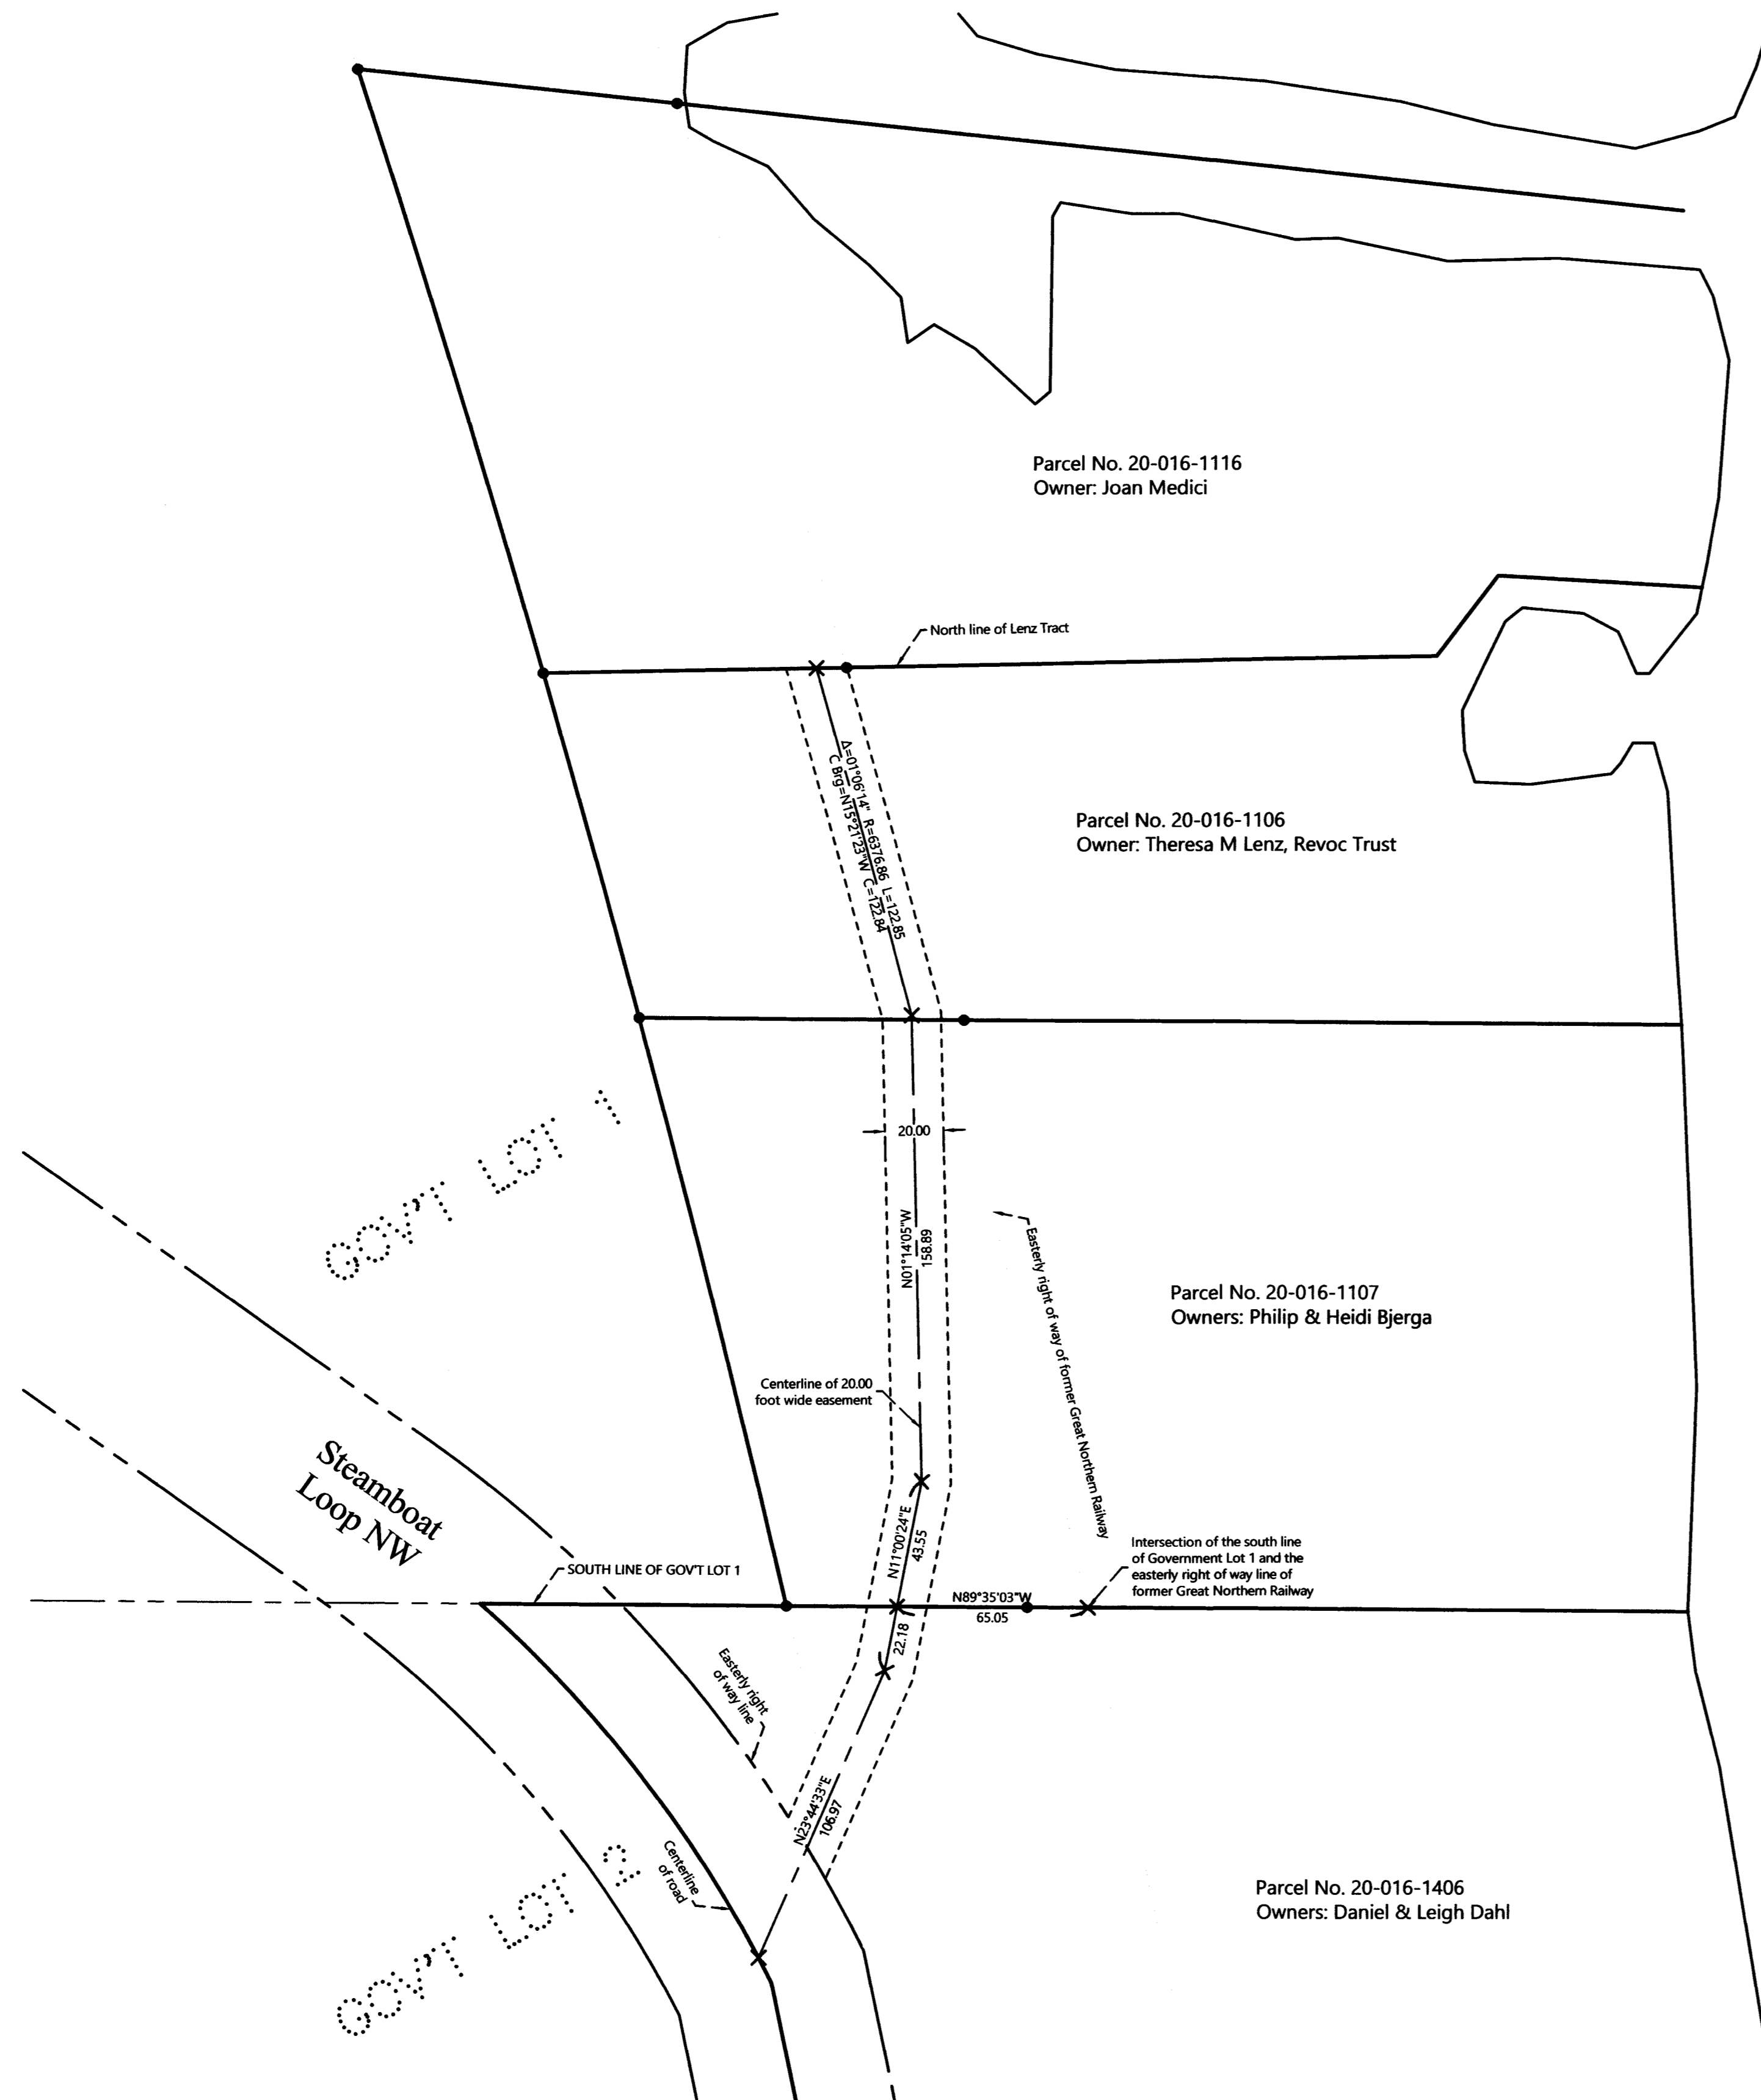 Parcel No. 20-016-1116
Owner: Joan Medici
North line of Lenz Tract
Δ=01°06'14" R=6376.86 L=122.85
C Brg=N15°21'23"W C=122.84
Parcel No. 20-016-1106
Owner: Theresa M Lenz, Revoc Trust
GOV'T LOT 1
20.00
N01°14'05"W
158.89
Easterly right of way of former Great Northern Railway
Parcel No. 20-016-1107
Owners: Philip & Heidi Bjerga
Centerline of 20.00
foot wide easement
Steamboat
Loop NW
N11°00'24"E
43.55
Intersection of the south line
of Government Lot 1 and the
easterly right of way line of
former Great Northern Railway
SOUTH LINE OF GOV'T LOT 1
N89°35'03"W
65.05
22.18
Easterly right
of way line
N23°44'33"E
106.97
Centerline
of road
GOV'T LOT 2
Parcel No. 20-016-1406
Owners: Daniel & Leigh Dahl